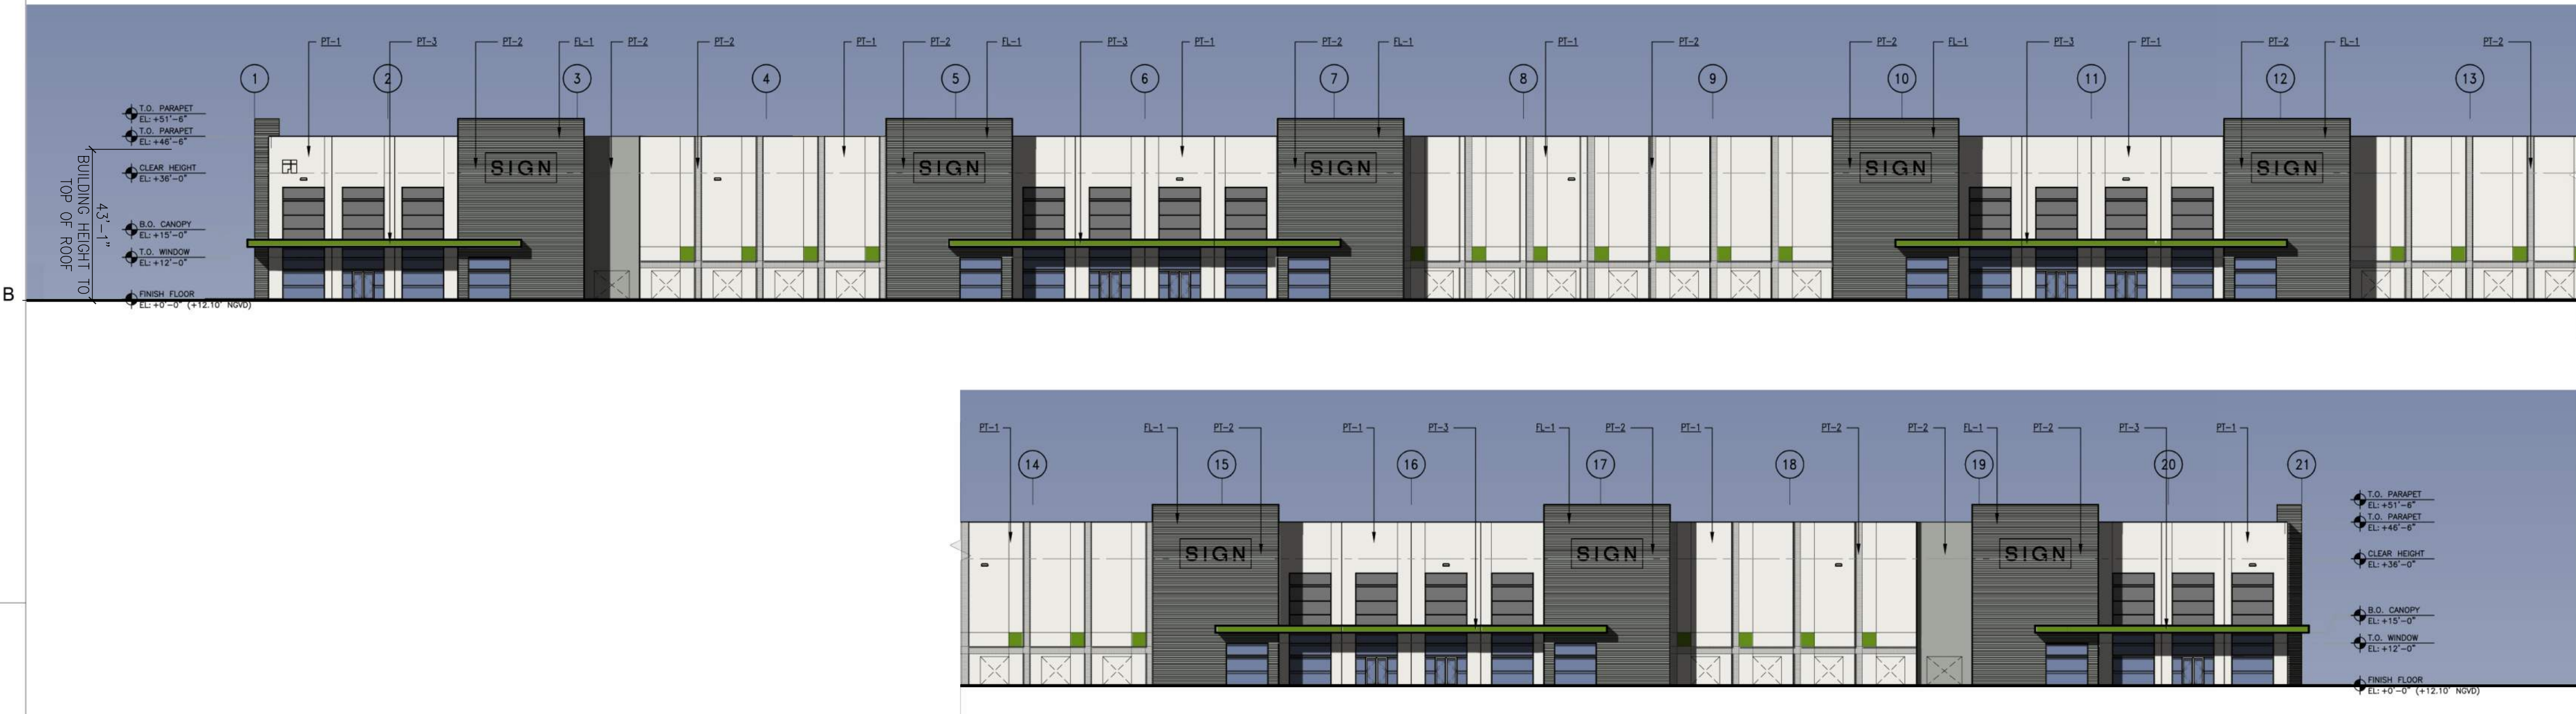 PT-1 PT-3 PT-2 FL-1 PT-2 PT-2 PT-1 PT-2 FL-1 PT-3 PT-1 PT-2 FL-1 PT-1 PT-2 PT-2 FL-1 PT-3 PT-1 PT-2 FL-1 PT-2
1 2 3 4 5 6 7 8 9 10 11 12 13
T.O. PARAPET
EL: +51'-6"
T.O. PARAPET
EL: +46'-6"
CLEAR HEIGHT
EL: +36'-0"
B.O. CANOPY
EL: +15'-0"
T.O. WINDOW
EL: +12'-0"
FINISH FLOOR
EL: +0'-0" (+12.10' NGVD)
43'-1"
BUILDING HEIGHT TO
TOP OF ROOF
SIGN SIGN SIGN SIGN SIGN
B
PT-1 FL-1 PT-2 PT-1 PT-3 FL-1 PT-2 PT-1 PT-2 PT-2 FL-1 PT-2 PT-3 PT-1
14 15 16 17 18 19 20 21
SIGN SIGN SIGN
T.O. PARAPET
EL: +51'-6"
T.O. PARAPET
EL: +46'-6"
CLEAR HEIGHT
EL: +36'-0"
B.O. CANOPY
EL: +15'-0"
T.O. WINDOW
EL: +12'-0"
FINISH FLOOR
EL: +0'-0" (+12.10' NGVD)